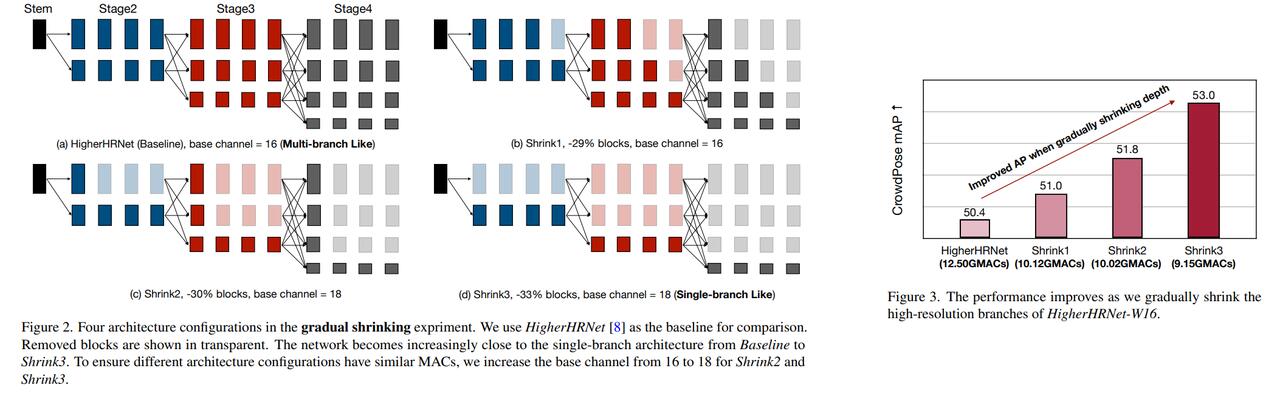 Stem Stage2 Stage3 Stage4
(a) HigherHRNet (Baseline), base channel = 16 (Multi-branch Like)
(b) Shrink1, -29% blocks, base channel = 16
(c) Shrink2, -30% blocks, base channel = 18
(d) Shrink3, -33% blocks, base channel = 18 (Single-branch Like)
Figure 2. Four architecture configurations in the gradual shrinking expriment. We use HigherHRNet [8] as the baseline for comparison.
Removed blocks are shown in transparent. The network becomes increasingly close to the single-branch architecture from Baseline to
Shrink3. To ensure different architecture configurations have similar MACs, we increase the base channel from 16 to 18 for Shrink2 and
Shrink3.
CrowdPose mAP ↑
Improved AP when gradually shrinking depth
50.4
51.0
51.8
53.0
HigherHRNet Shrink1 Shrink2 Shrink3
(12.50GMACs) (10.12GMACs) (10.02GMACs) (9.15GMACs)
Figure 3. The performance improves as we gradually shrink the
high-resolution branches of HigherHRNet-W16.